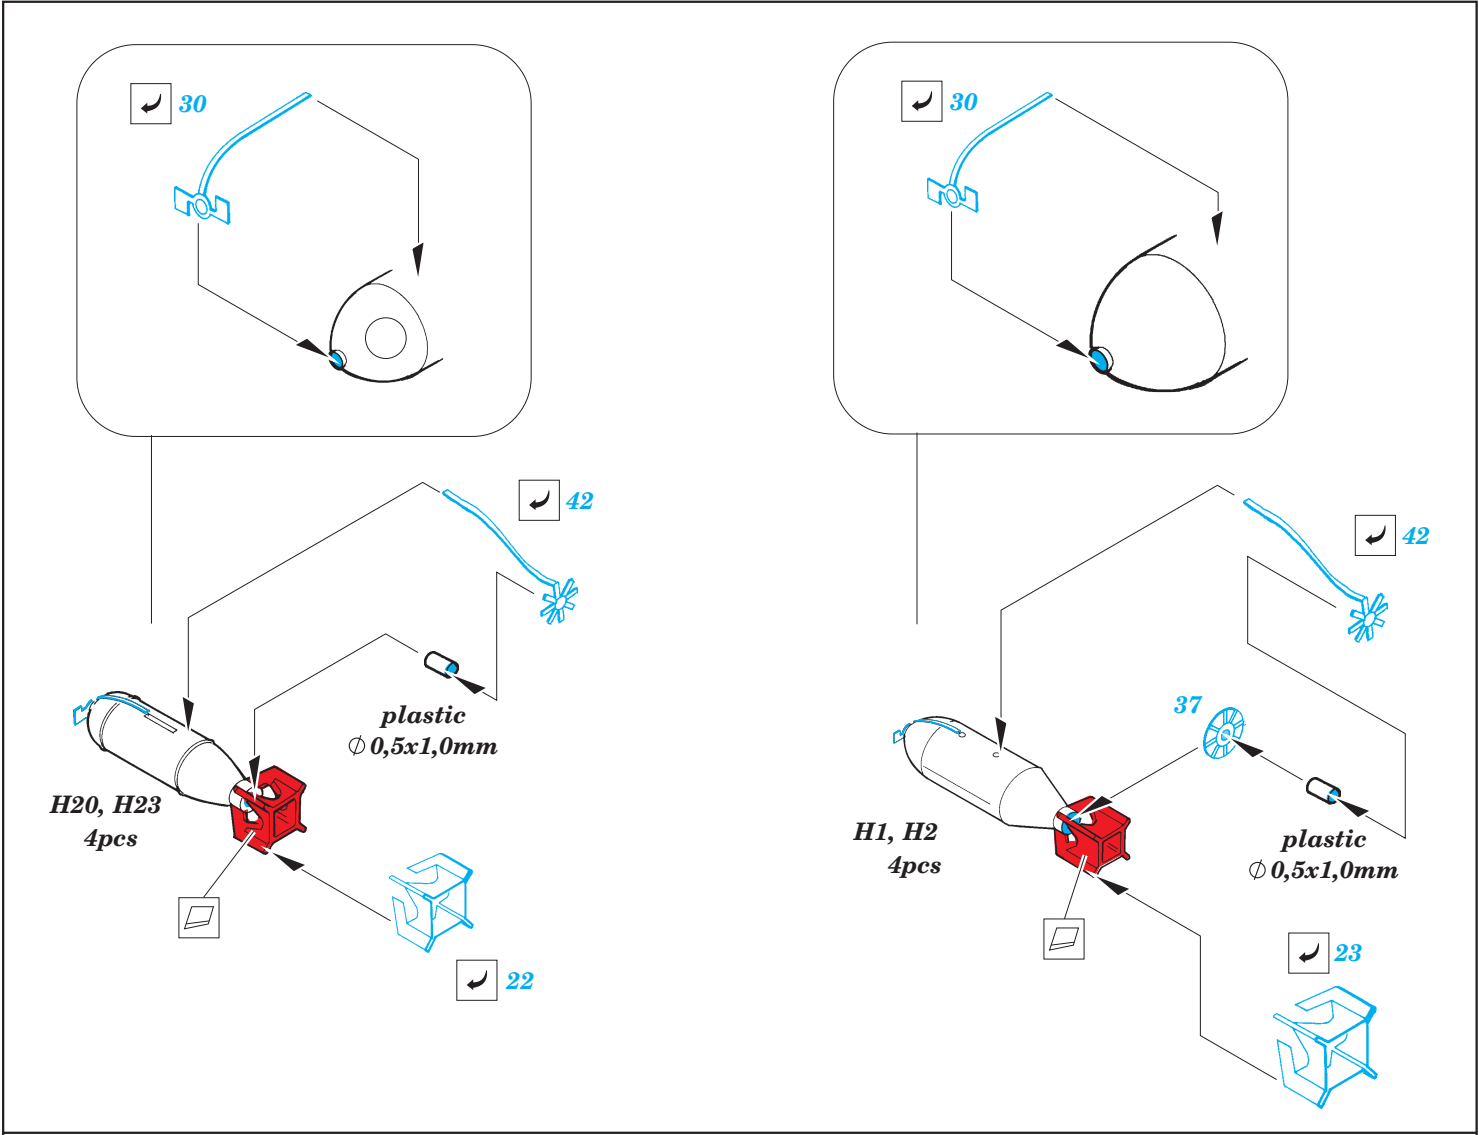 30
42
plastic
∅ 0,5x1,0mm
H20, H23
4pcs
22
30
42
37
H1, H2
4pcs
plastic
∅ 0,5x1,0mm
23